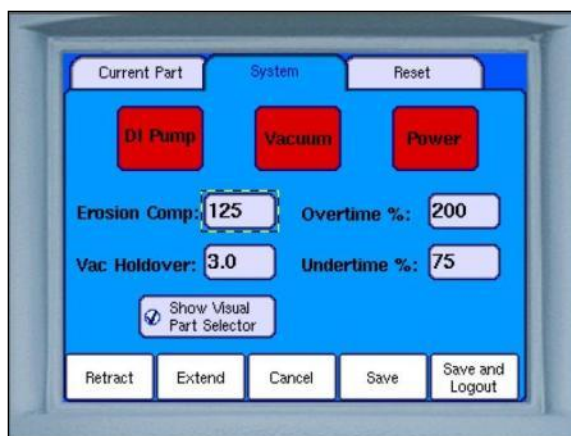 Current Part
System
Reset
DI Pump
Vacuum
Power
Erosion Comp: 125
Overtime %: 200
Vac Holdover: 3.0
Undertime %: 75
Show Visual
Part Selector
Retract
Extend
Cancel
Save
Save and
Logout